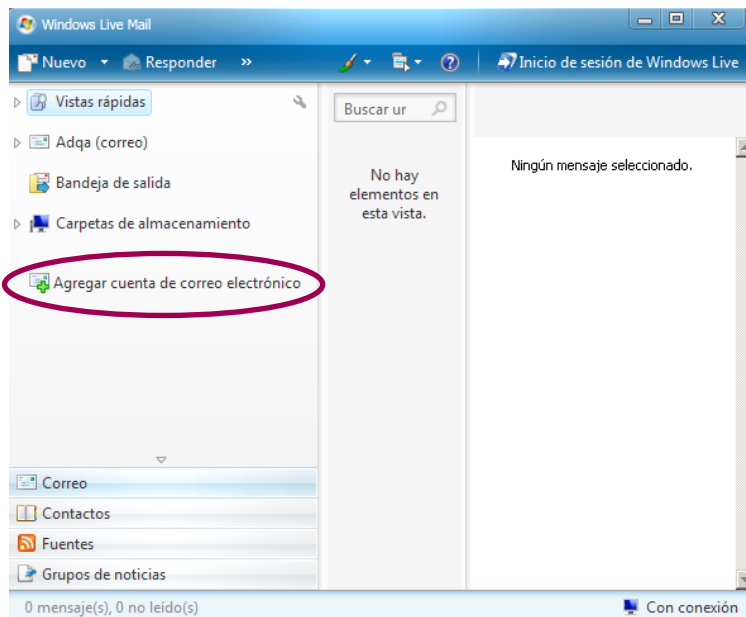 Windows Live Mail
Nuevo Responder » Inicio de sesión de Windows Live
Vistas rápidas
Adqa (correo)
Bandeja de salida
Carpetas de almacenamiento
Agregar cuenta de correo electrónico
Correo
Contactos
Fuentes
Grupos de noticias
Buscar ur
No hay
elementos en
esta vista.
Ningún mensaje seleccionado.
0 mensaje(s), 0 no leído(s)
Con conexión